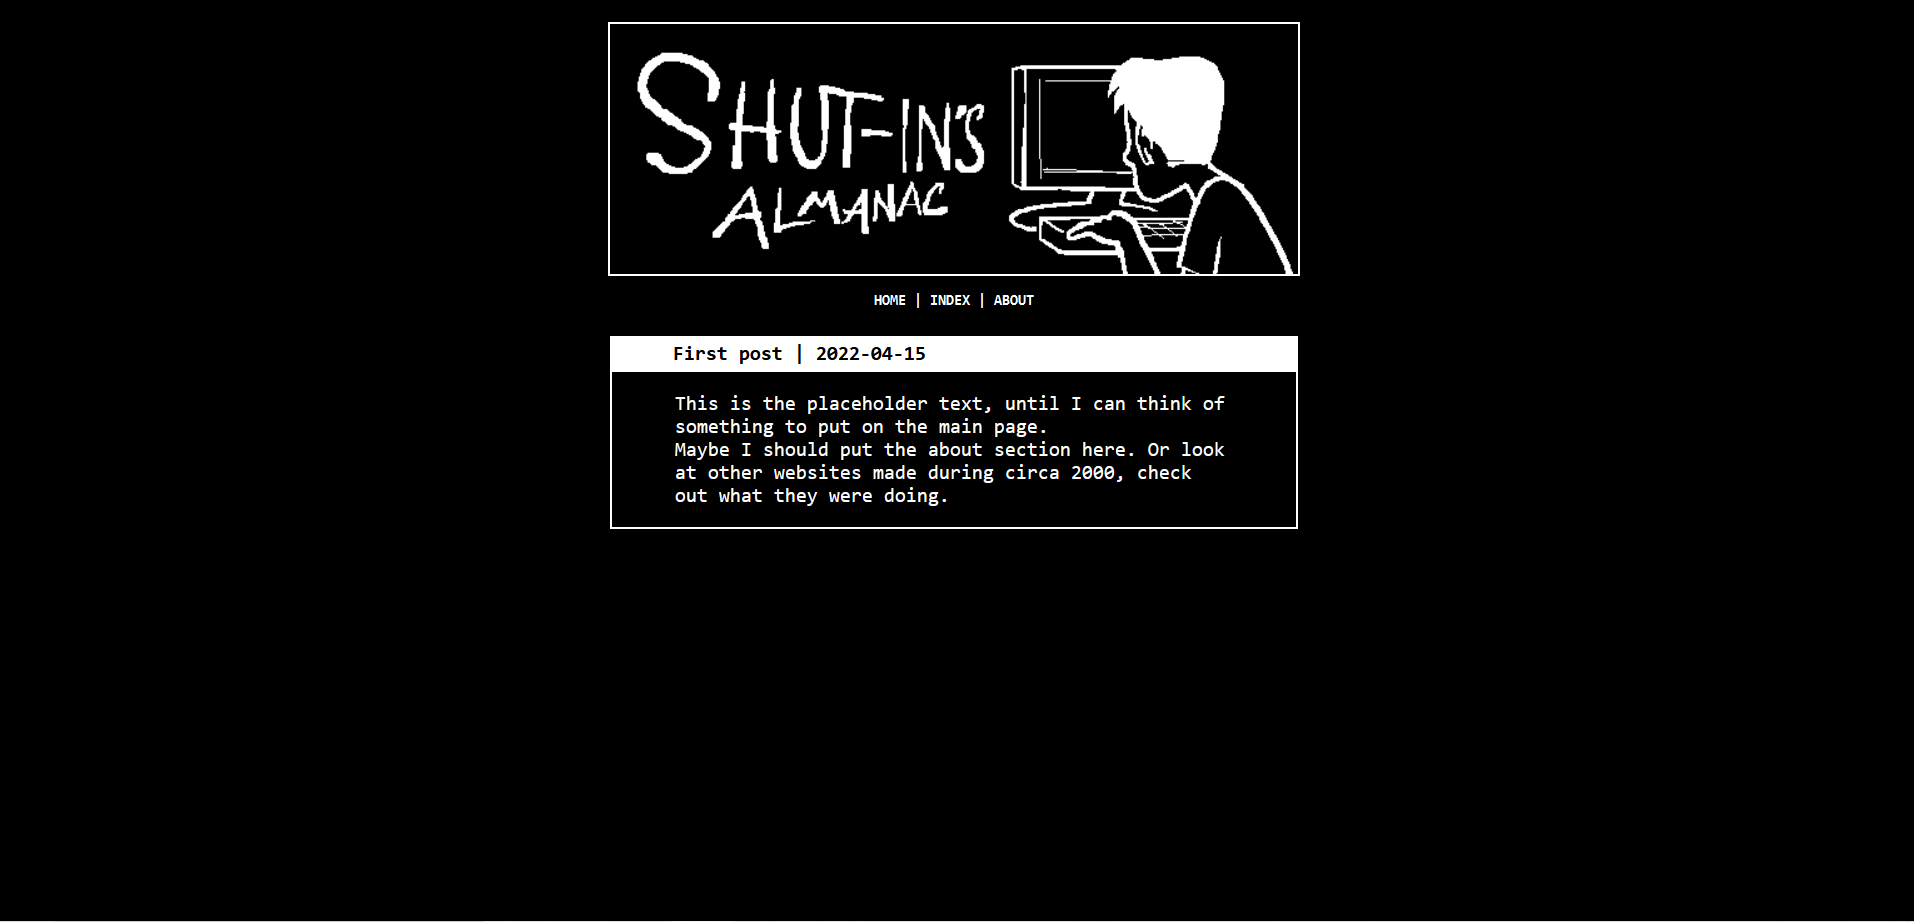 SHUT-IN'S
ALMANAC
HOME | INDEX | ABOUT
First post | 2022-04-15
This is the placeholder text, until I can think of
something to put on the main page.
Maybe I should put the about section here. Or look
at other websites made during circa 2000, check
out what they were doing.